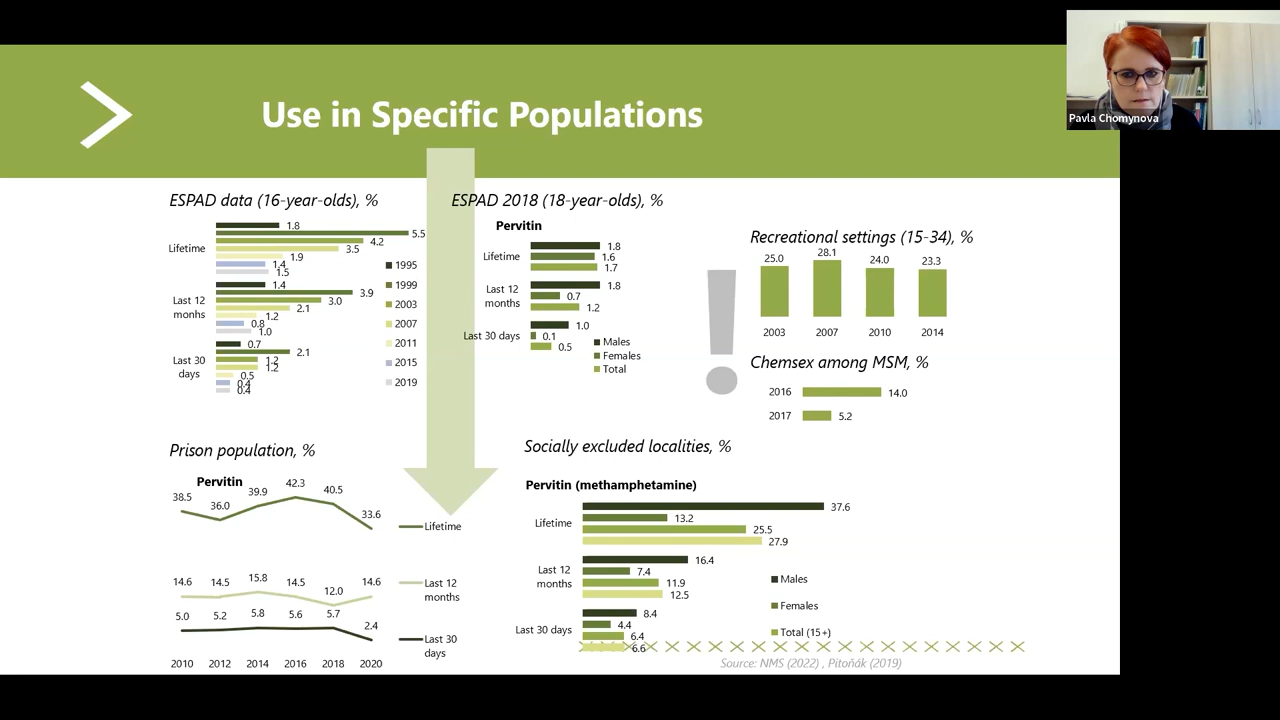 Pavla Chomynova
Use in Specific Populations
ESPAD data (16-year-olds), %
Lifetime
1.8
5.5
4.2
3.5
1.9
1.4
1.5
Last 12
monhs
1.4
3.9
3.0
2.1
1.2
0.8
1.0
Last 30
days
0.7
2.1
1.2
1.2
0.5
0.4
0.4
1995
1999
2003
2007
2011
2015
2019
ESPAD 2018 (18-year-olds), %
Pervitin
Lifetime
1.8
1.6
1.7
Last 12
months
1.8
0.7
1.2
Last 30 days
1.0
0.1
0.5
Males
Females
Total
Recreational settings (15-34), %
25.0 28.1 24.0 23.3
2003 2007 2010 2014
Chemsex among MSM, %
2016 14.0
2017 5.2
Prison population, %
Pervitin
38.5 36.0 39.9 42.3 40.5 33.6
Lifetime
14.6 14.5 15.8 14.5 12.0 14.6
Last 12
months
5.0 5.2 5.8 5.6 5.7 2.4
Last 30
days
2010 2012 2014 2016 2018 2020
Socially excluded localities, %
Pervitin (methamphetamine)
Lifetime
37.6
13.2
25.5
27.9
Last 12
months
16.4
7.4
11.9
12.5
Last 30 days
8.4
4.4
6.4
6.6
Males
Females
Total (15+)
Source: NMS (2022) , Pitoňák (2019)